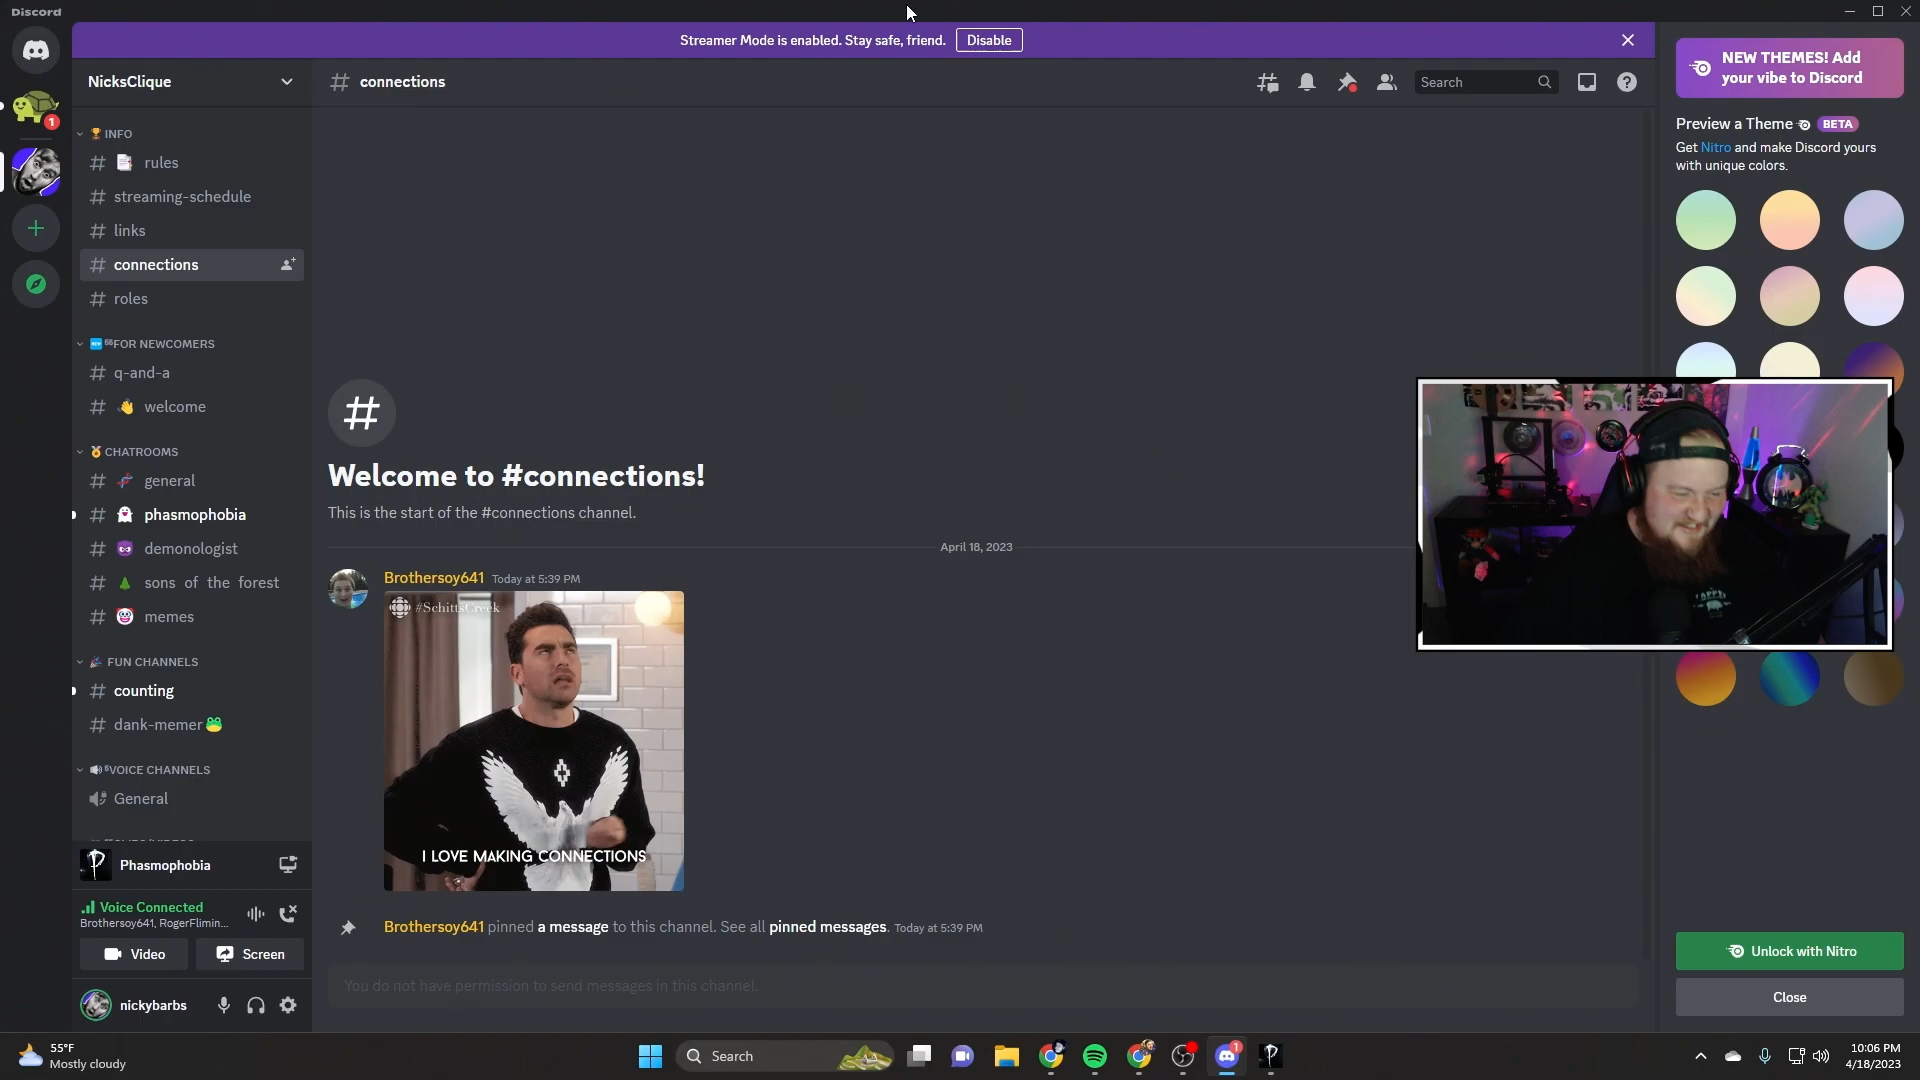 Discord
Streamer Mode is enabled. Stay safe, friend.
Disable
1
NicksClique
INFO
rules
streaming-schedule
links
connections
roles
FOR NEWCOMERS
q-and-a
welcome
CHATROOMS
general
phasmophobia
demonologist
sons of the forest
memes
FUN CHANNELS
counting
dank-memer
VOICE CHANNELS
General
Phasmophobia
Voice Connected
Brothersoy641, RogerFlimin...
Video
Screen
nickybarbs
connections
Search
Welcome to #connections!
This is the start of the #connections channel.
April 18, 2023
Brothersoy641 Today at 5:39 PM
#SchittsCreek
I LOVE MAKING CONNECTIONS
Brothersoy641 pinned a message to this channel. See all pinned messages. Today at 5:39 PM
You do not have permission to send messages in this channel.
NEW THEMES! Add
your vibe to Discord
Preview a Theme BETA
Get Nitro and make Discord yours
with unique colors.
Unlock with Nitro
Close
55°F
Mostly cloudy
Search
1
10:06 PM
4/18/2023